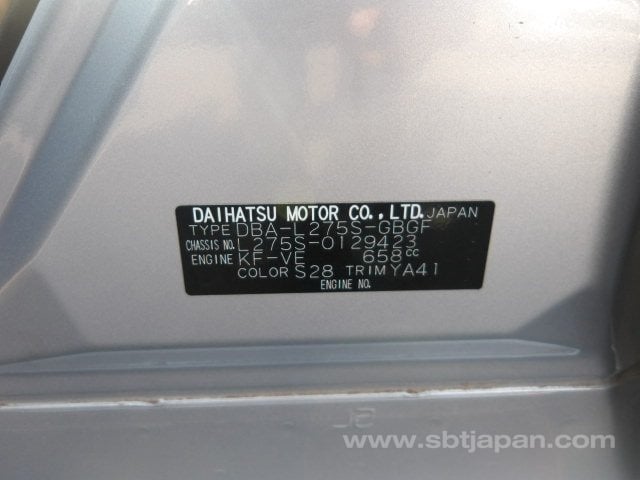 DAIHATSU MOTOR CO., LTD. JAPAN
TYPE DBA-L275S-GBGF
CHASSIS NO. L275S-0129423
ENGINE KF-VE 658cc
COLOR S28 TRIM YA41
ENGINE NO.
www.sbtjapan.com